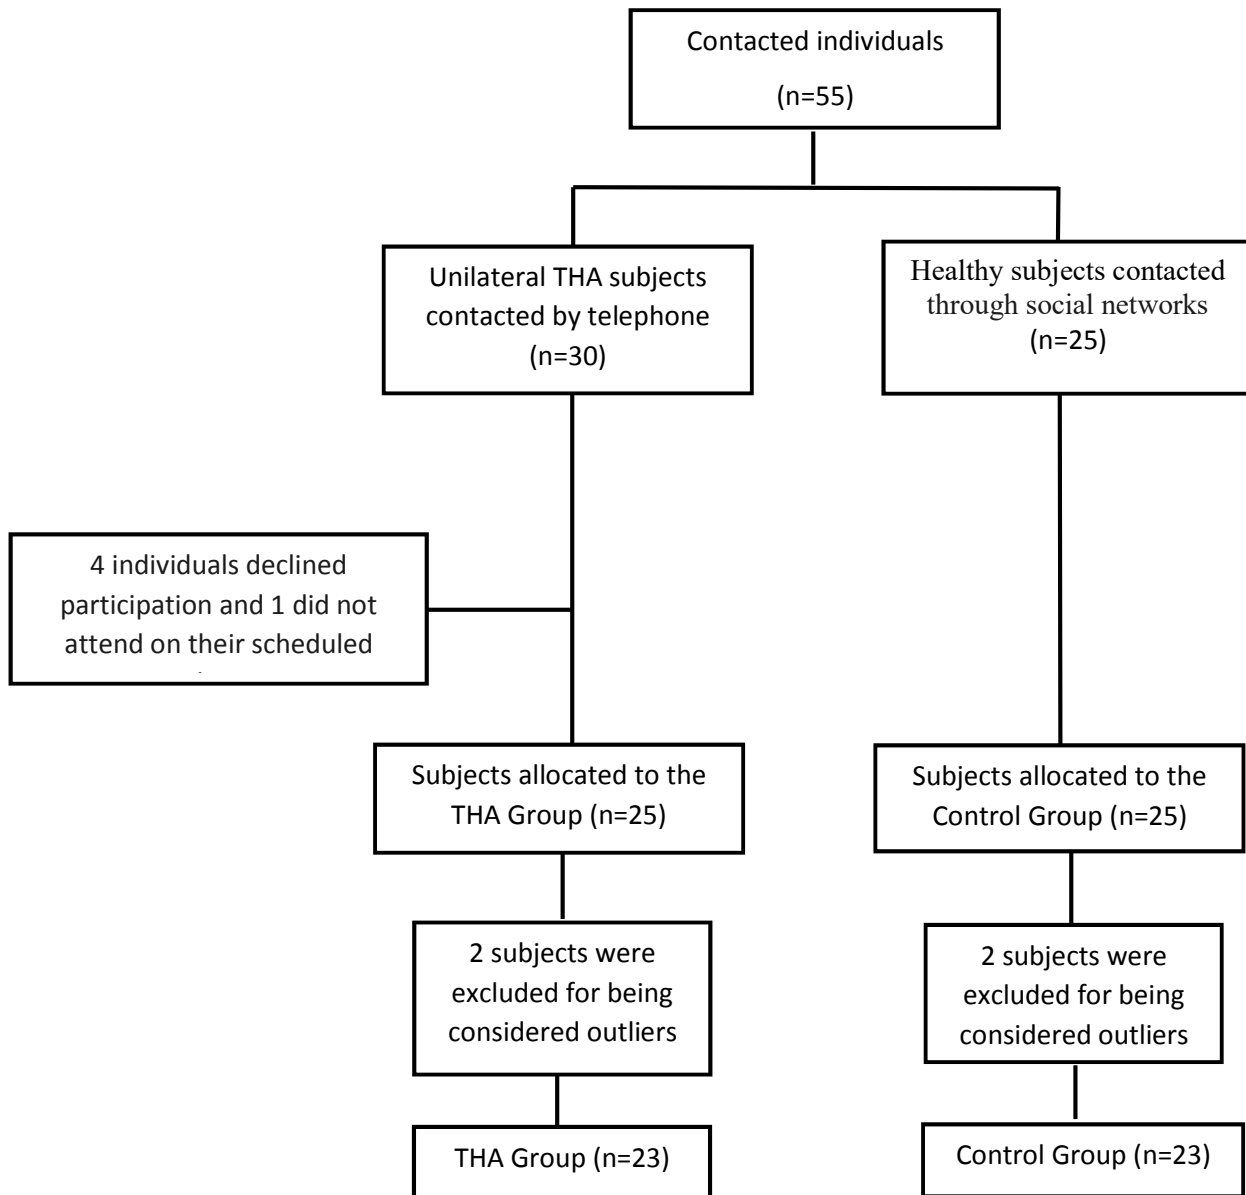 Contacted individuals
(n=55)
Unilateral THA subjects
contacted by telephone
(n=30)
Healthy subjects contacted
through social networks
(n=25)
4 individuals declined
participation and 1 did not
attend on their scheduled
Subjects allocated to the
THA Group (n=25)
Subjects allocated to the
Control Group (n=25)
2 subjects were
excluded for being
considered outliers
2 subjects were
excluded for being
considered outliers
THA Group (n=23)
Control Group (n=23)